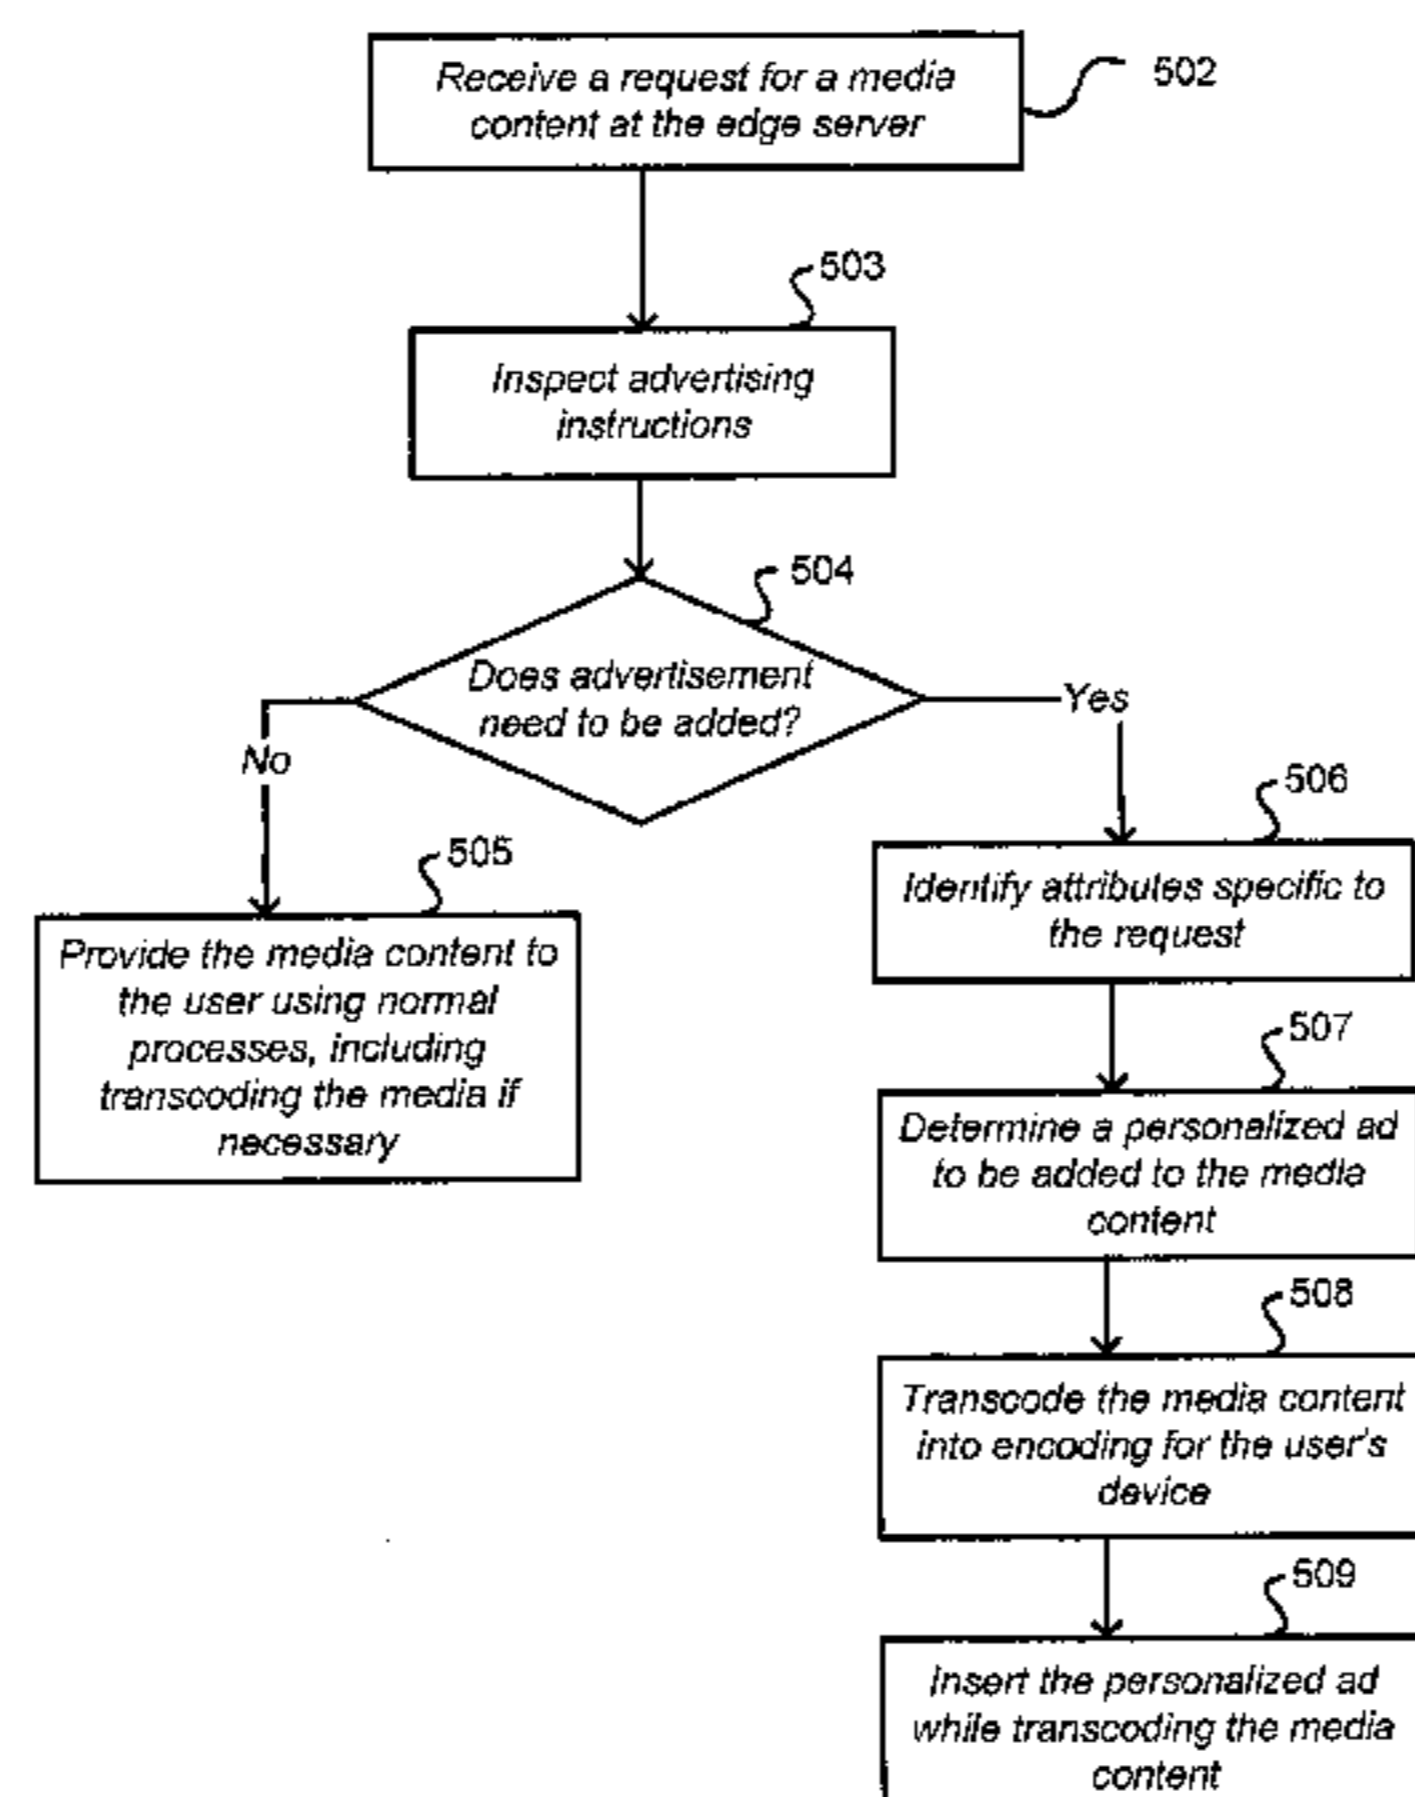 Receive a request for a media
content at the edge server
502
503
Inspect advertising
instructions
504
Does advertisement
need to be added?
Yes
No
505
Provide the media content to
the user using normal
processes, including
transcoding the media if
necessary
506
Identify attributes specific to
the request
507
Determine a personalized ad
to be added to the media
content
508
Transcode the media content
into encoding for the user's
device
509
Insert the personalized ad
while transcoding the media
content